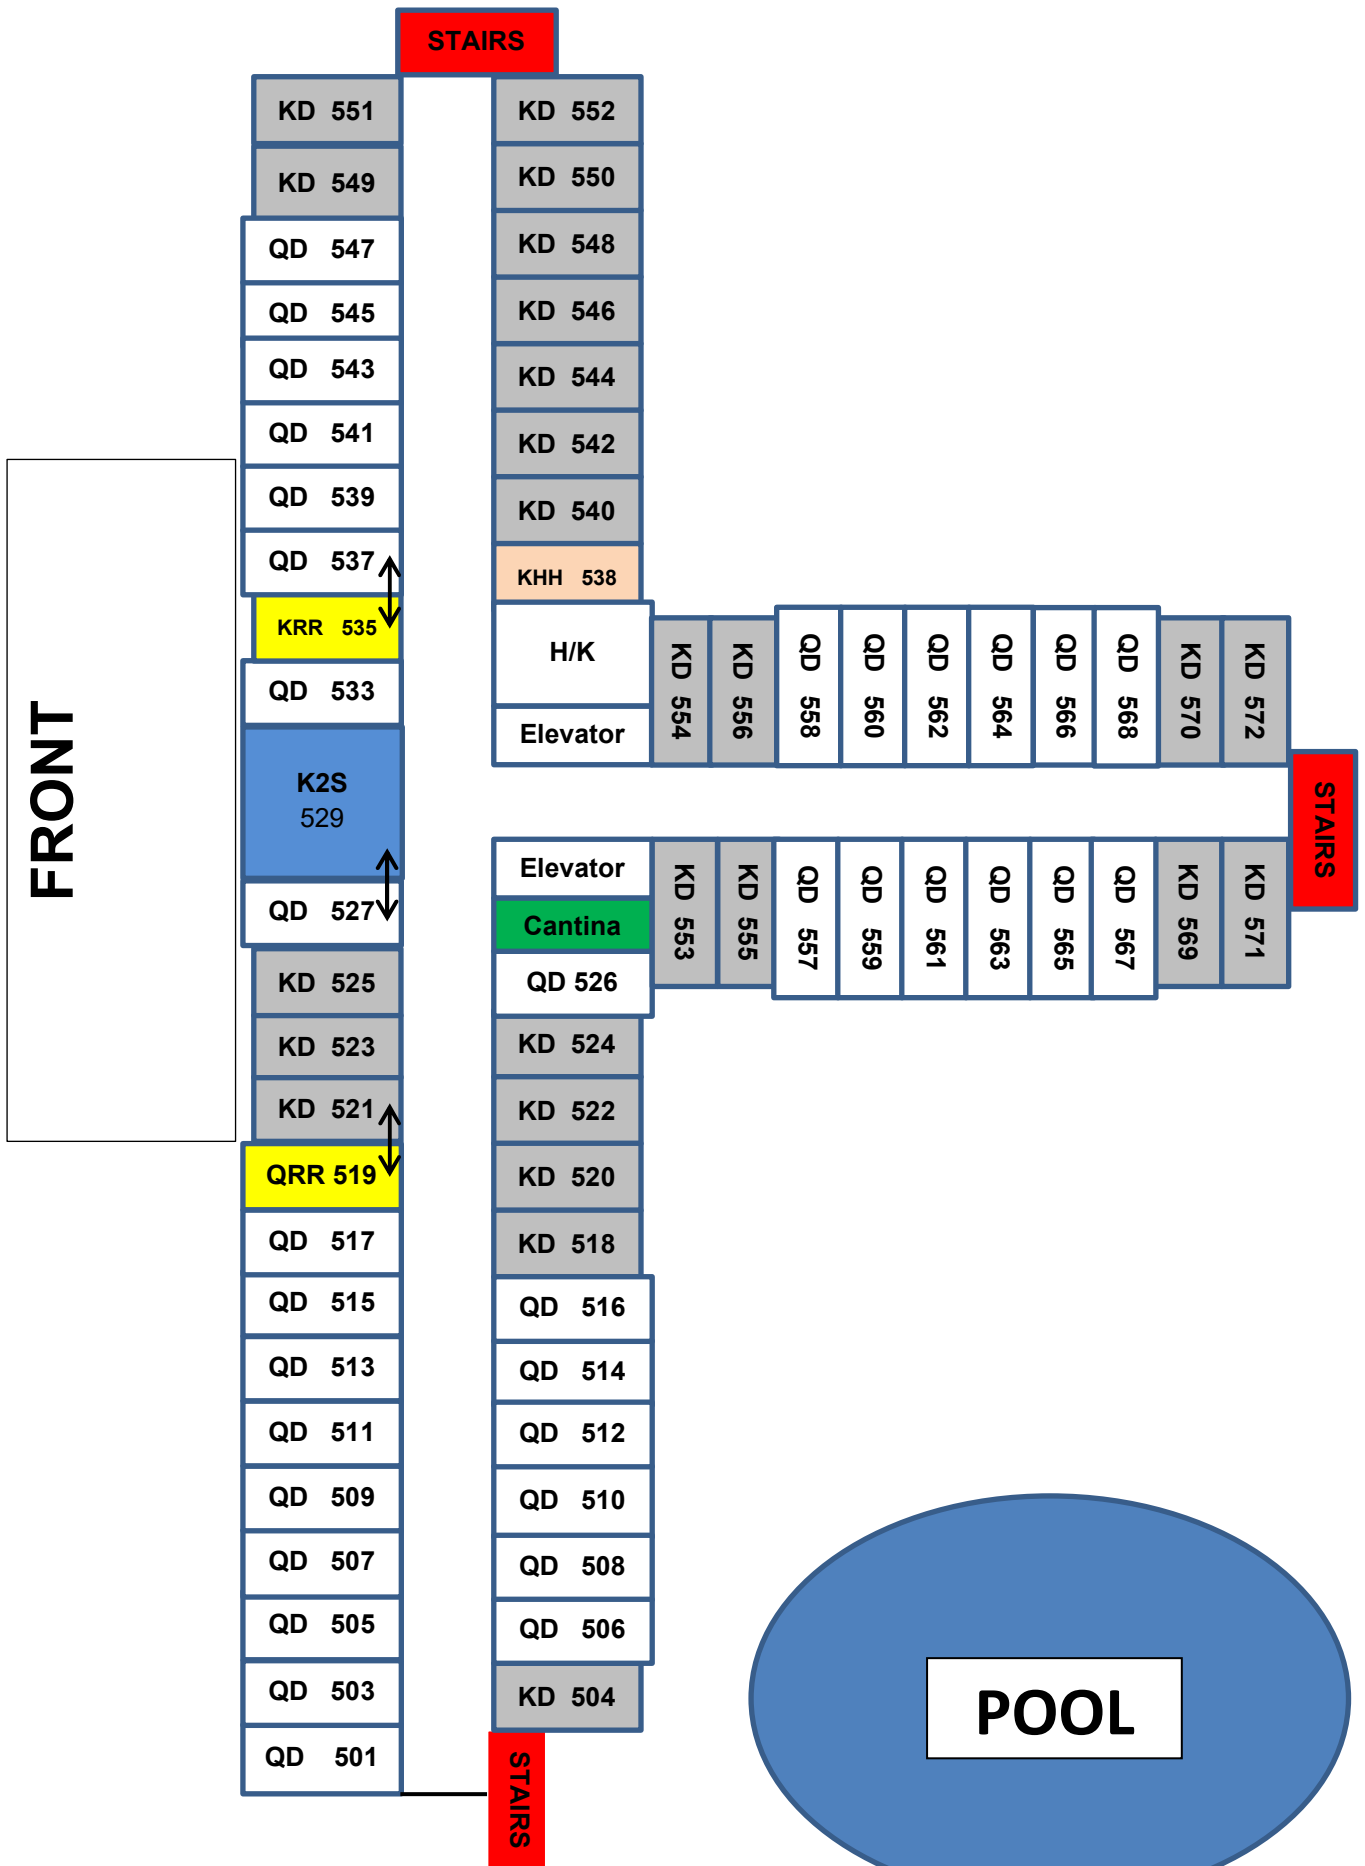 STAIRS
KD 551
KD 549
QD 547
QD 545
QD 543
QD 541
QD 539
QD 537
KRR 535
QD 533
K2S
529
QD 527
KD 525
KD 523
KD 521
QRR 519
QD 517
QD 515
QD 513
QD 511
QD 509
QD 507
QD 505
QD 503
QD 501
FRONT
KD 552
KD 550
KD 548
KD 546
KD 544
KD 542
KD 540
KHH 538
H/K
Elevator
KD 554
KD 556
QD 558
QD 560
QD 562
QD 564
QD 566
QD 568
KD 570
KD 572
STAIRS
Elevator
Cantina
QD 526
KD 524
KD 522
KD 520
KD 518
QD 516
QD 514
QD 512
QD 510
QD 508
QD 506
KD 504
STAIRS
KD 553
KD 555
QD 557
QD 559
QD 561
QD 563
QD 565
QD 567
KD 569
KD 571
POOL